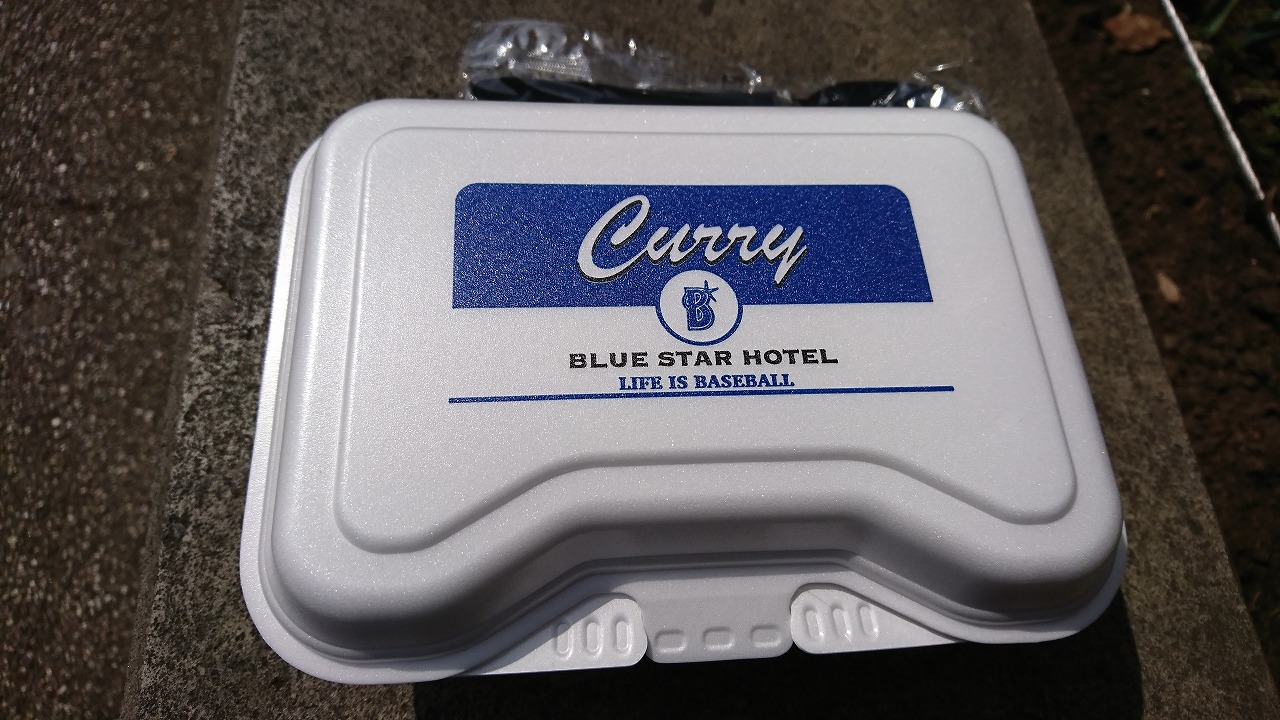 Curry
B
BLUE STAR HOTEL
LIFE IS BASEBALL